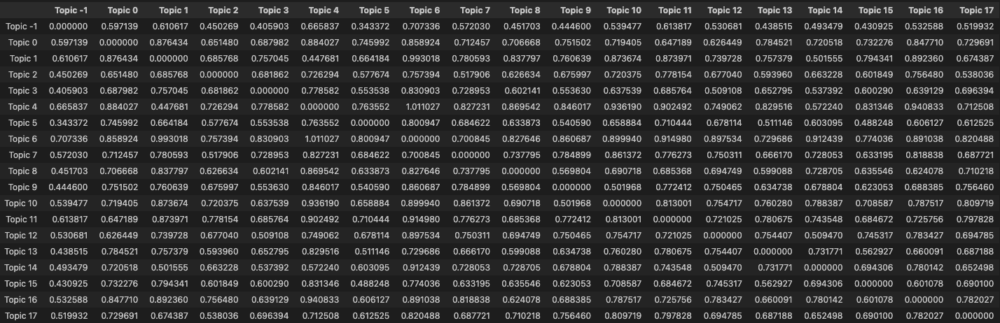 Topic -1 Topic 0 Topic 1 Topic 2 Topic 3 Topic 4 Topic 5 Topic 6 Topic 7 Topic 8 Topic 9 Topic 10 Topic 11 Topic 12 Topic 13 Topic 14 Topic 15 Topic 16 Topic 17
Topic -1 0.000000 0.597139 0.610617 0.450269 0.405903 0.665837 0.343372 0.707336 0.572030 0.451703 0.444600 0.539477 0.613817 0.530681 0.438515 0.493479 0.430925 0.532588 0.519932
Topic 0 0.597139 0.000000 0.876434 0.651480 0.687982 0.884027 0.745992 0.858924 0.712457 0.706668 0.751502 0.719405 0.647189 0.626449 0.784521 0.720518 0.732276 0.847710 0.729691
Topic 1 0.610617 0.876434 0.000000 0.685768 0.757045 0.447681 0.664184 0.993018 0.780593 0.837797 0.760639 0.873674 0.873971 0.739728 0.757379 0.501555 0.794341 0.892360 0.674387
Topic 2 0.450269 0.651480 0.685768 0.000000 0.681862 0.726294 0.577674 0.757394 0.517906 0.626634 0.675997 0.720375 0.778154 0.677040 0.593960 0.663228 0.601849 0.756480 0.538036
Topic 3 0.405903 0.687982 0.757045 0.681862 0.000000 0.778582 0.553538 0.830903 0.728953 0.602141 0.553630 0.637539 0.685764 0.509108 0.652795 0.537392 0.600290 0.639129 0.696394
Topic 4 0.665837 0.884027 0.447681 0.726294 0.778582 0.000000 0.763552 1.011027 0.827231 0.869542 0.846017 0.936190 0.902492 0.749062 0.829516 0.572240 0.831346 0.940833 0.712508
Topic 5 0.343372 0.745992 0.664184 0.577674 0.553538 0.763552 0.000000 0.800947 0.684622 0.633873 0.540590 0.658884 0.710444 0.678114 0.511146 0.603095 0.488248 0.606127 0.612525
Topic 6 0.707336 0.858924 0.993018 0.757394 0.830903 1.011027 0.800947 0.000000 0.700845 0.827646 0.860687 0.899940 0.914980 0.897534 0.729686 0.912439 0.774036 0.891038 0.820488
Topic 7 0.572030 0.712457 0.780593 0.517906 0.728953 0.827231 0.684622 0.700845 0.000000 0.737795 0.784899 0.861372 0.776273 0.750311 0.666170 0.728053 0.633195 0.818838 0.687721
Topic 8 0.451703 0.706668 0.837797 0.626634 0.602141 0.869542 0.633873 0.827646 0.737795 0.000000 0.569804 0.690718 0.685368 0.694749 0.599088 0.728705 0.635546 0.624078 0.710218
Topic 9 0.444600 0.751502 0.760639 0.675997 0.553630 0.846017 0.540590 0.860687 0.784899 0.569804 0.000000 0.501968 0.772412 0.750465 0.634738 0.678804 0.623053 0.688385 0.756460
Topic 10 0.539477 0.719405 0.873674 0.720375 0.637539 0.936190 0.658884 0.899940 0.861372 0.690718 0.501968 0.000000 0.813001 0.754717 0.760280 0.788387 0.708587 0.787517 0.809719
Topic 11 0.613817 0.647189 0.873971 0.778154 0.685764 0.902492 0.710444 0.914980 0.776273 0.685368 0.772412 0.813001 0.000000 0.721025 0.780675 0.743548 0.684672 0.725756 0.797828
Topic 12 0.530681 0.626449 0.739728 0.677040 0.509108 0.749062 0.678114 0.897534 0.750311 0.694749 0.750465 0.754717 0.721025 0.000000 0.754407 0.509470 0.745317 0.783427 0.694785
Topic 13 0.438515 0.784521 0.757379 0.593960 0.652795 0.829516 0.511146 0.729686 0.666170 0.599088 0.634738 0.760280 0.780675 0.754407 0.000000 0.731771 0.562927 0.660091 0.687188
Topic 14 0.493479 0.720518 0.501555 0.663228 0.537392 0.572240 0.603095 0.912439 0.728053 0.728705 0.678804 0.788387 0.743548 0.509470 0.731771 0.000000 0.694306 0.780142 0.652498
Topic 15 0.430925 0.732276 0.794341 0.601849 0.600290 0.831346 0.488248 0.774036 0.633195 0.635546 0.623053 0.708587 0.684672 0.745317 0.562927 0.694306 0.000000 0.601078 0.690100
Topic 16 0.532588 0.847710 0.892360 0.756480 0.639129 0.940833 0.606127 0.891038 0.818838 0.624078 0.688385 0.787517 0.725756 0.783427 0.660091 0.780142 0.601078 0.000000 0.782027
Topic 17 0.519932 0.729691 0.674387 0.538036 0.696394 0.712508 0.612525 0.820488 0.687721 0.710218 0.756460 0.809719 0.797828 0.694785 0.687188 0.652498 0.690100 0.782027 0.000000